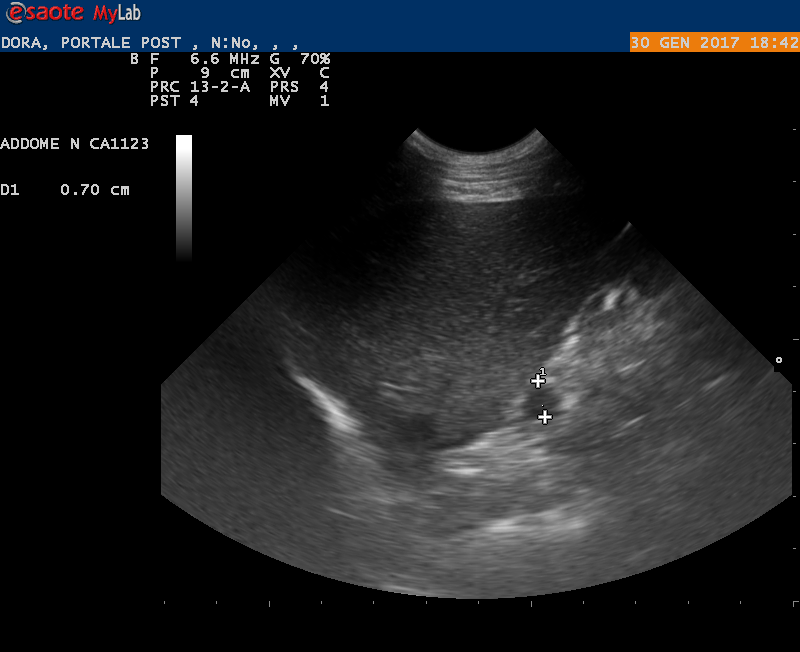 esaote MyLab
DORA, PORTALE POST , N:No, , ,
30 GEN 2017 18:42
B F 6.6 MHz G 70%
P 9 cm XV C
PRC 13-2-A PRS 4
PST 4 MV 1
ADDOME N CA1123
D1 0.70 cm
1